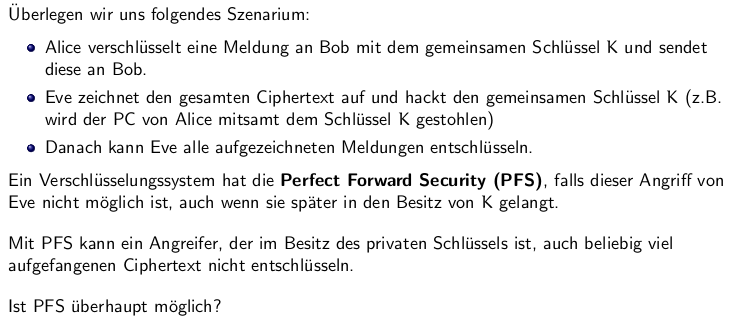 Überlegen wir uns folgendes Szenarium:
Alice verschlüsselt eine Meldung an Bob mit dem gemeinsamen Schlüssel K und sendet
diese an Bob.
Eve zeichnet den gesamten Ciphertext auf und hackt den gemeinsamen Schlüssel K (z.B.
wird der PC von Alice mitsamt dem Schlüssel K gestohlen)
Danach kann Eve alle aufgezeichneten Meldungen entschlüsseln.
Ein Verschlüsselungssystem hat die Perfect Forward Security (PFS), falls dieser Angriff von
Eve nicht möglich ist, auch wenn sie später in den Besitz von K gelangt.
Mit PFS kann ein Angreifer, der im Besitz des privaten Schlüssels ist, auch beliebig viel
aufgefangenen Ciphertext nicht entschlüsseln.
Ist PFS überhaupt möglich?